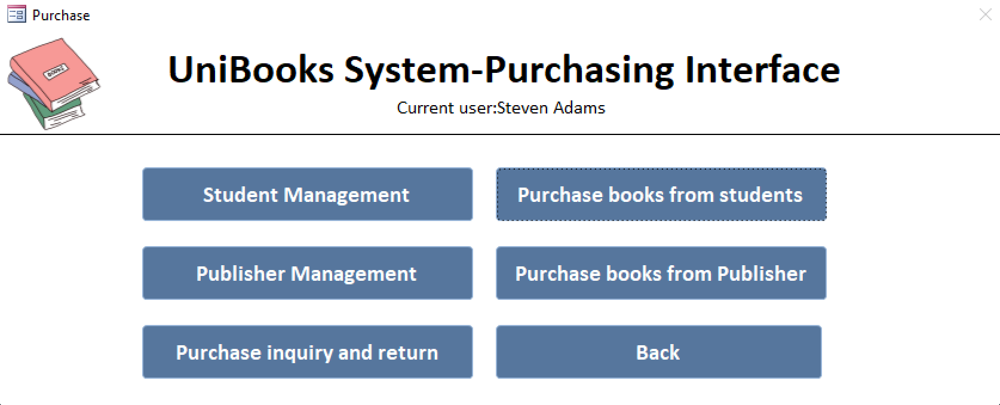 Purchase
BOOKS
UniBooks System-Purchasing Interface
Current user:Steven Adams
Student Management
Purchase books from students
Publisher Management
Purchase books from Publisher
Purchase inquiry and return
Back